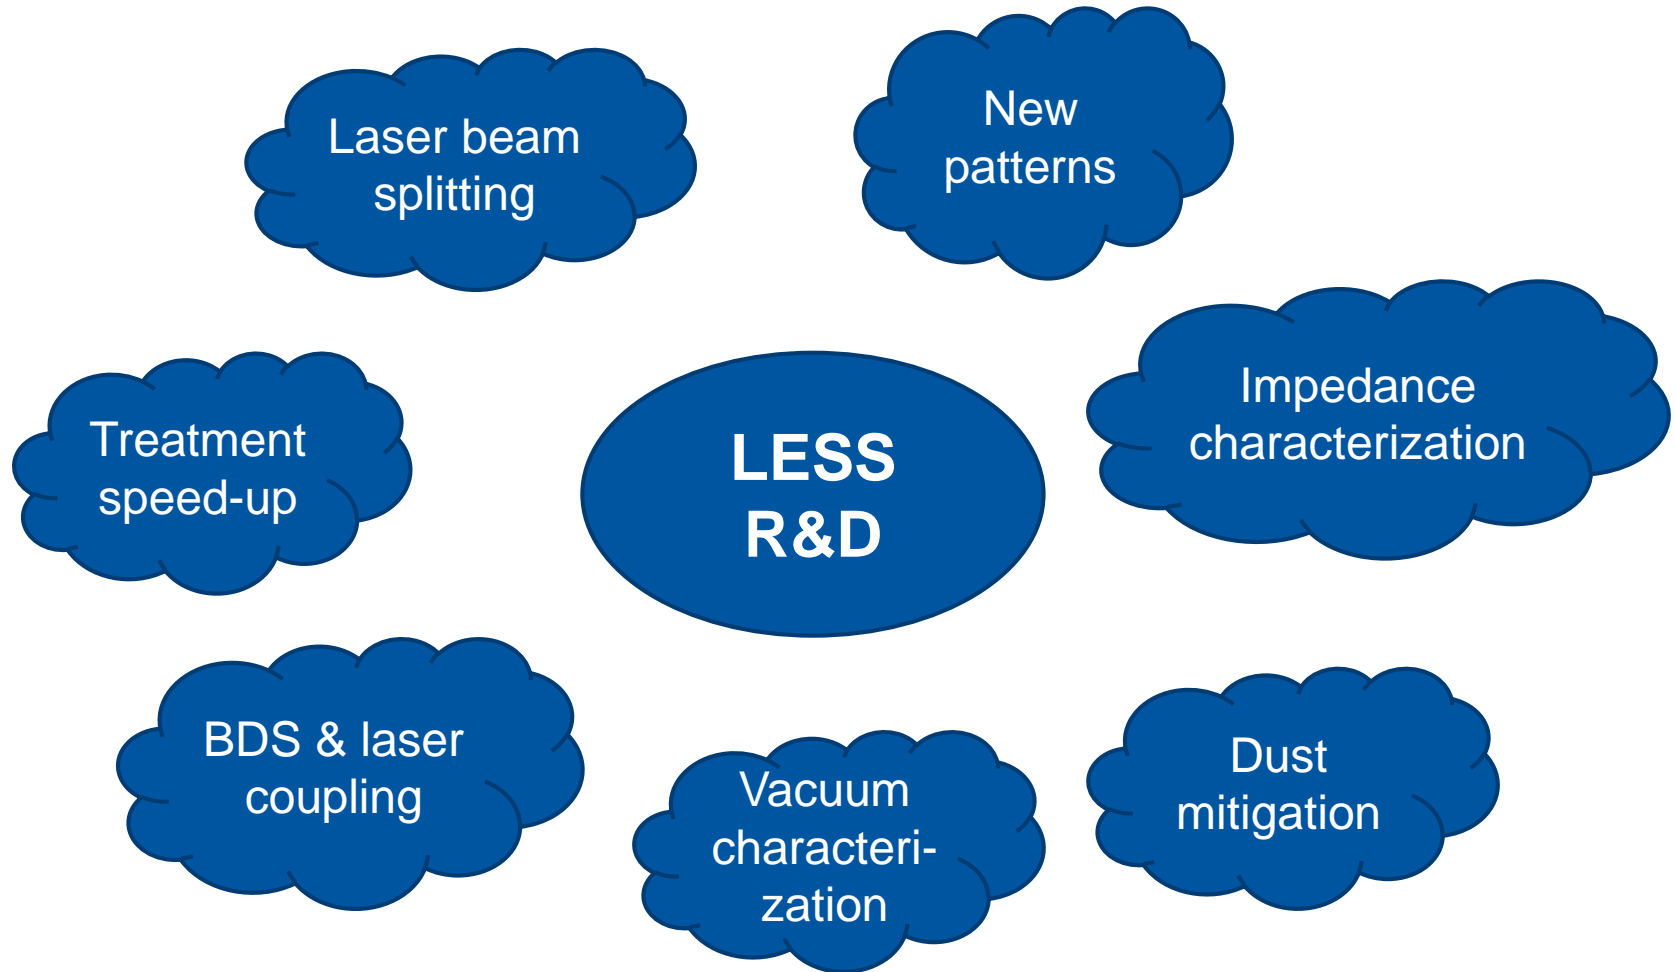 Laser beam
splitting
New
patterns
Impedance
characterization
Treatment
speed-up
LESS
R&D
BDS & laser
coupling
Vacuum
characteri-
zation
Dust
mitigation